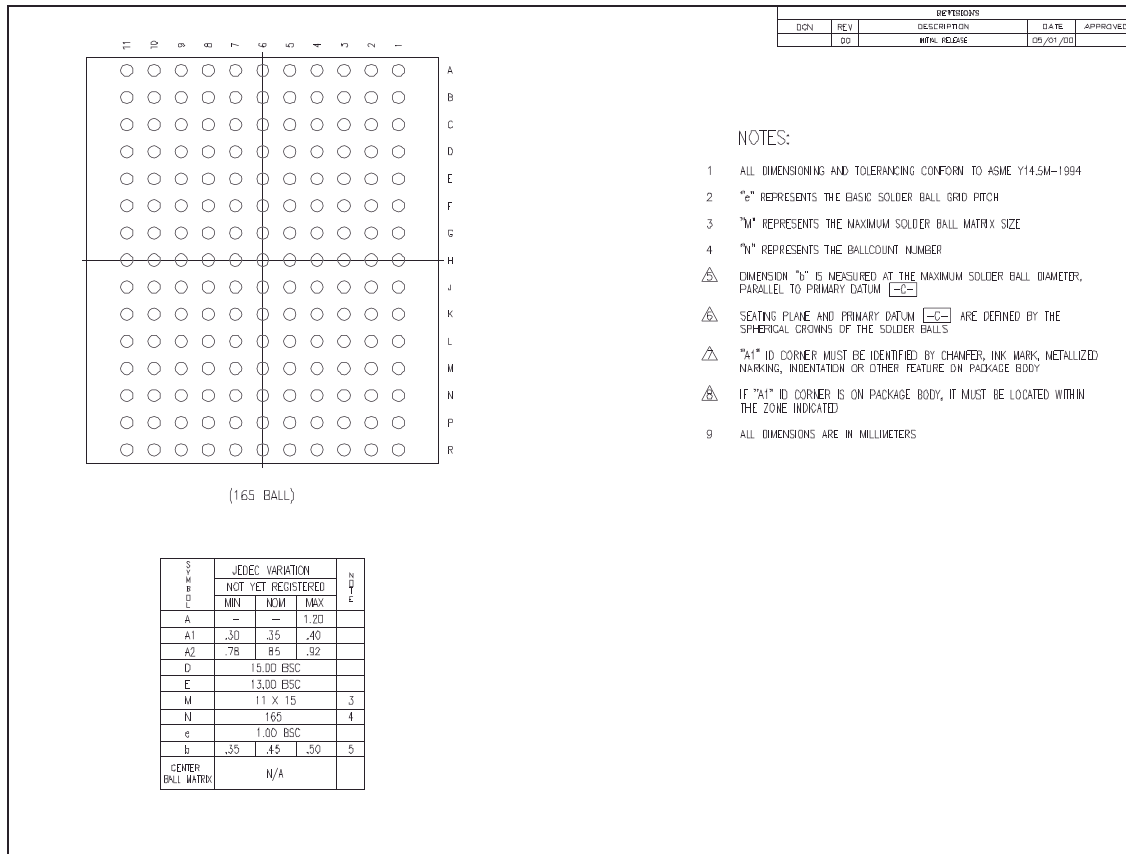 REVISIONS
DCN REV DESCRIPTION DATE APPROVED
00 INITIAL RELEASE 05/01/00
11 10 9 8 7 6 5 4 3 2 1
A
B
C
D
E
F
G
H
J
K
L
M
N
P
R
(165 BALL)
NOTES:
1 ALL DIMENSIONING AND TOLERANCING CONFORM TO ASME Y14.5M-1994
2 "e" REPRESENTS THE BASIC SOLDER BALL GRID PITCH
3 "M" REPRESENTS THE MAXIMUM SOLDER BALL MATRIX SIZE
4 "N" REPRESENTS THE BALLCOUNT NUMBER
5 DIMENSION "b" IS MEASURED AT THE MAXIMUM SOLDER BALL DIAMETER,
PARALLEL TO PRIMARY DATUM -C-
6 SEATING PLANE AND PRIMARY DATUM -C- ARE DEFINED BY THE
SPHERICAL CROWNS OF THE SOLDER BALLS
7 "A1" ID CORNER MUST BE IDENTIFIED BY CHAMFER, INK MARK, METALLIZED
MARKING, INDENTATION OR OTHER FEATURE ON PACKAGE BODY
8 IF "A1" ID CORNER IS ON PACKAGE BODY, IT MUST BE LOCATED WITHIN
THE ZONE INDICATED
9 ALL DIMENSIONS ARE IN MILLIMETERS
SYMBOL JEDEC VARIATION NOTE
NOT YET REGISTERED
MIN NOM MAX
A – – 1.20
A1 .30 .35 .40
A2 .78 85 .92
D 15.00 BSC
E 13.00 BSC
M 11 X 15 3
N 165 4
e 1.00 BSC
b .35 .45 .50 5
CENTER
BALL MATRIX N/A